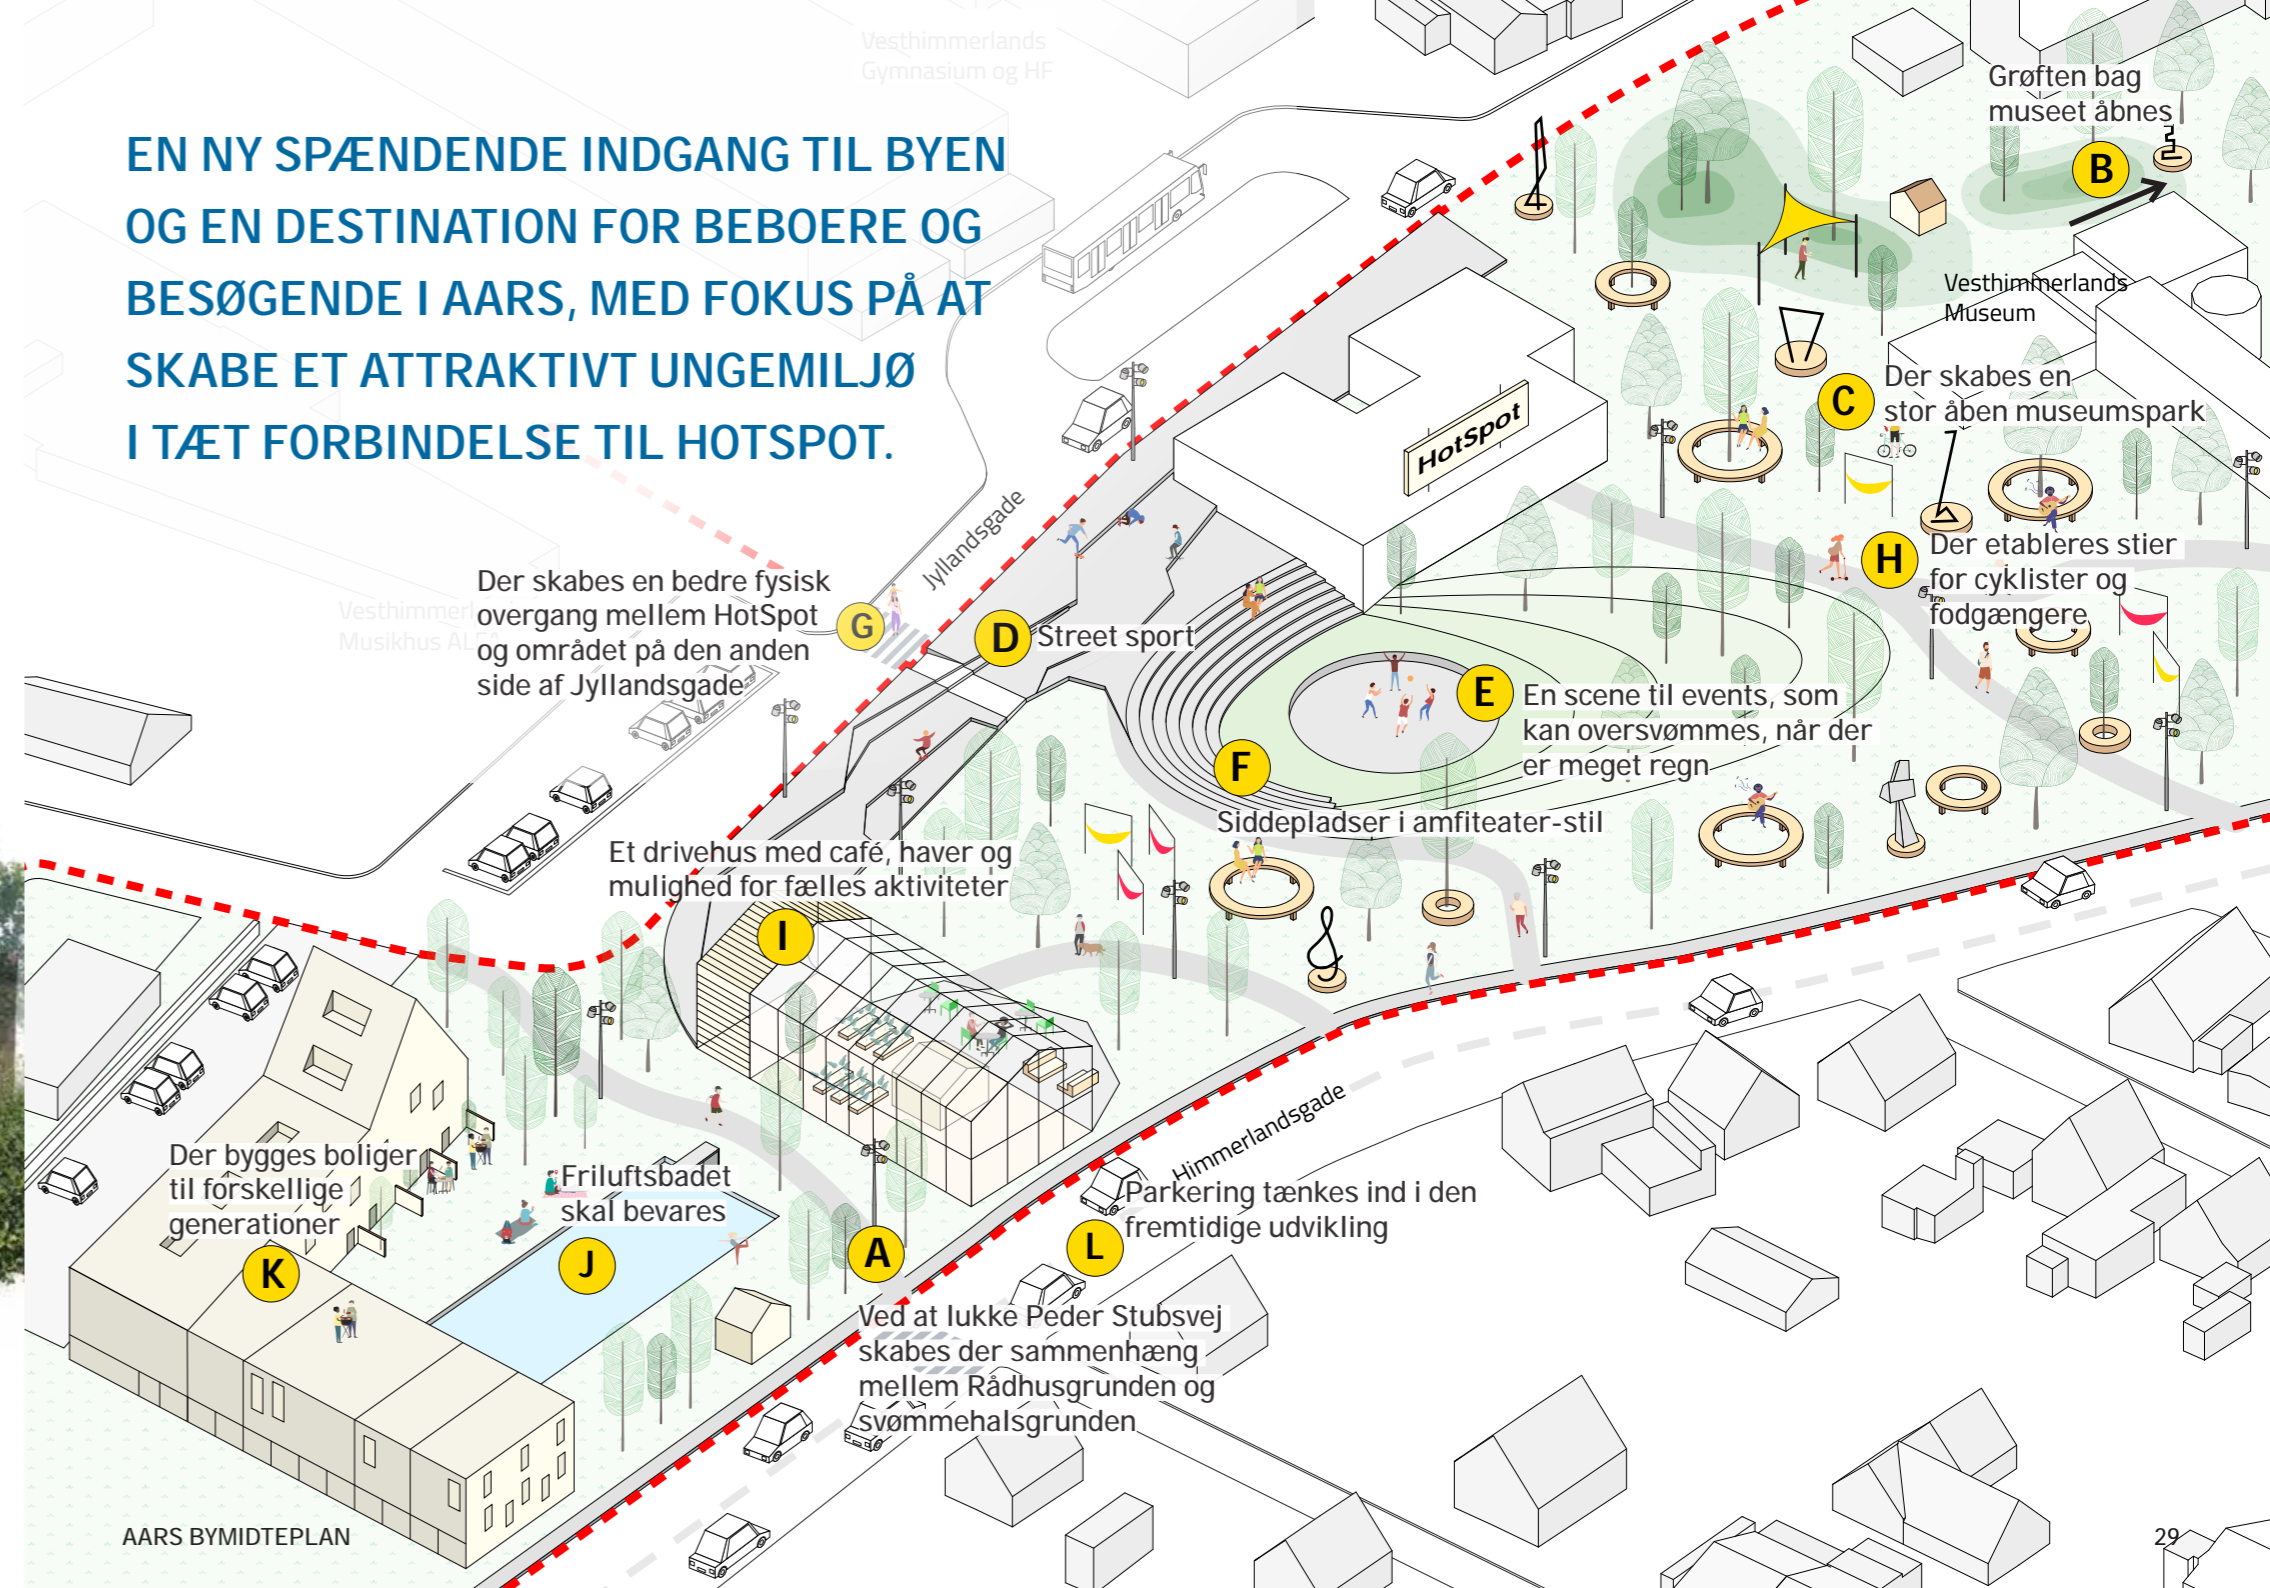 Vesthimmerlands
Gymnasium og HF
EN NY SPÆNDENDE INDGANG TIL BYEN
OG EN DESTINATION FOR BEBOERE OG
BESØGENDE I AARS, MED FOKUS PÅ AT
SKABE ET ATTRAKTIVT UNGEMILJØ
I TÆT FORBINDELSE TIL HOTSPOT.
Grøften bag
museet åbnes
B
Vesthimmerlands
Museum
C
Der skabes en
stor åben museumspark
HotSpot
Jyllandsgade
H
Der etableres stier
for cyklister og
fodgængere
Der skabes en bedre fysisk
overgang mellem HotSpot
og området på den anden
side af Jyllandsgade
G
Musikhus
D
Street sport
E
En scene til events, som
kan oversvømmes, når der
er meget regn
F
Siddepladser i amfiteater-stil
Et drivehus med café, haver og
mulighed for fælles aktiviteter
I
Himmerlandsgade
Der bygges boliger
til forskellige
generationer
K
Friluftsbadet
skal bevares
J
A
Ved at lukke Peder Stubsvej
skabes der sammenhæng
mellem Rådhusgrunden og
svømmehalsgrunden
L
Parkering tænkes ind i den
fremtidige udvikling
AARS BYMIDTEPLAN
29